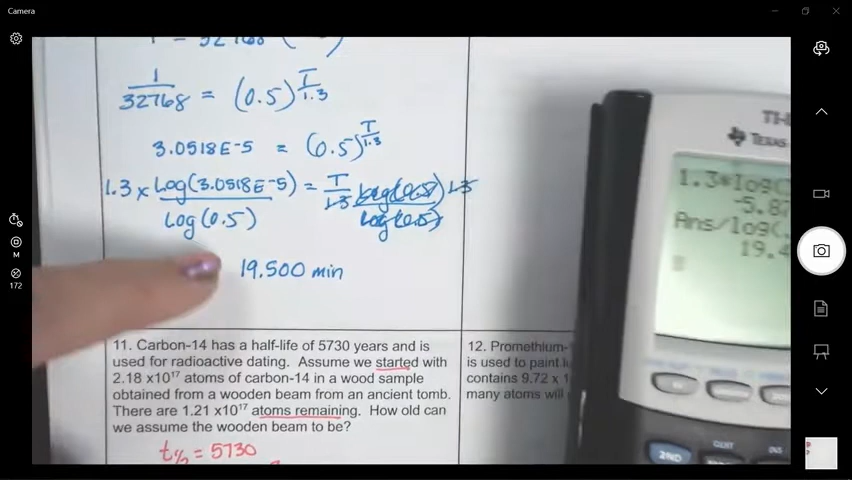 Camera
1/32768 = (0.5)^T/1.3
3.0518E-5 = (0.5)^T/1.3
1.3 × Log(3.0518E-5)/Log(0.5) = T/1.3 Log(0.5)/Log(0.5) 1.3
19.500 min
11. Carbon-14 has a half-life of 5730 years and is
used for radioactive dating. Assume we started with
2.18 x10¹⁷ atoms of carbon-14 in a wood sample
obtained from a wooden beam from an ancient tomb.
There are 1.21 x10¹⁷ atoms remaining. How old can
we assume the wooden beam to be?
t½ = 5730
12. Promethium-
is used to paint
contains 9.72 x 1
many atoms will
TEXAS
1.3*log(
-5.87
Ans/log(.
19.4
2ND
M
172